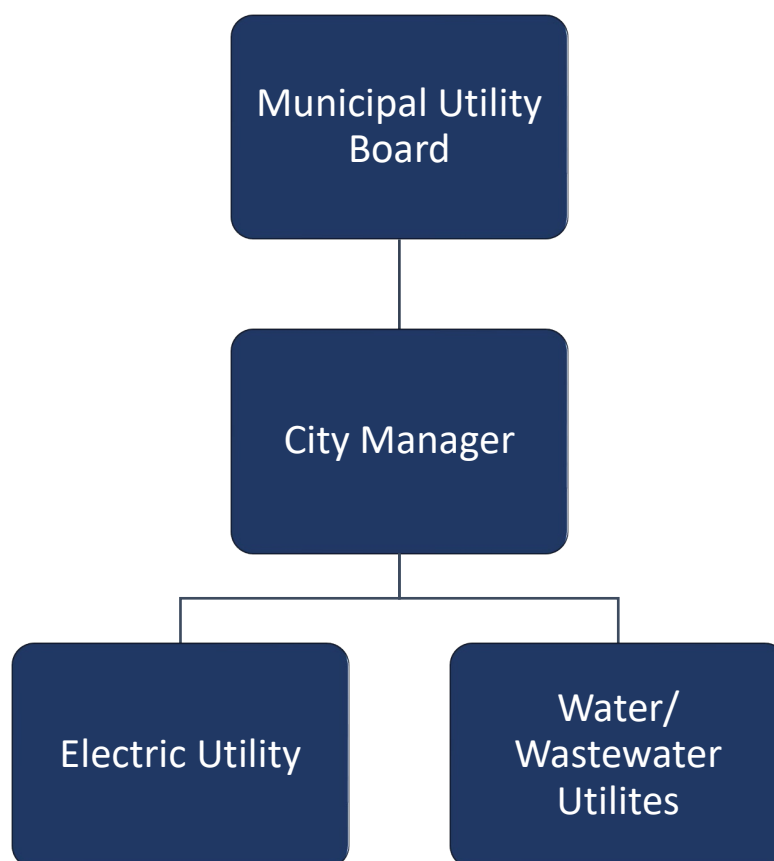 Municipal Utility
Board
City Manager
Electric Utility
Water/
Wastewater
Utilites